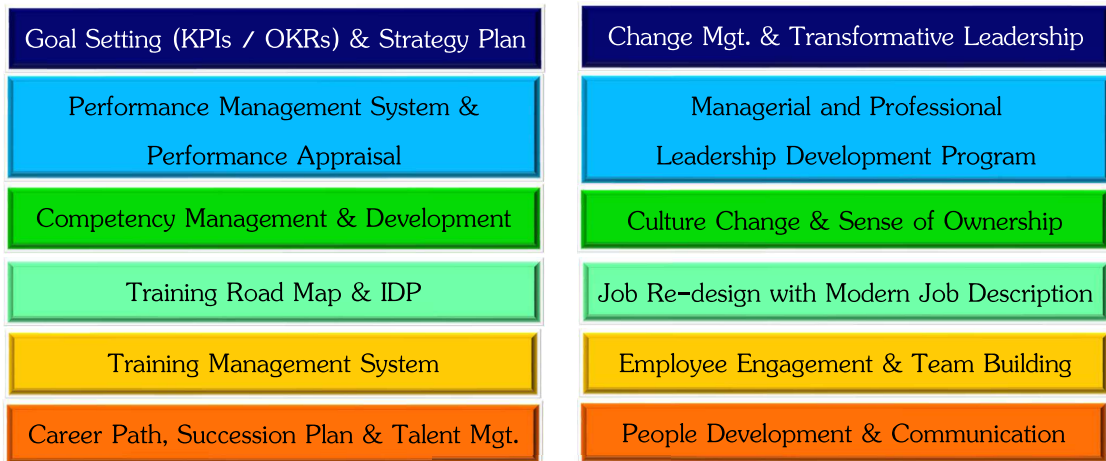 Goal Setting (KPIs / OKRs) & Strategy Plan
Performance Management System &
Performance Appraisal
Competency Management & Development
Training Road Map & IDP
Training Management System
Career Path, Succession Plan & Talent Mgt.
Change Mgt. & Transformative Leadership
Managerial and Professional
Leadership Development Program
Culture Change & Sense of Ownership
Job Re-design with Modern Job Description
Employee Engagement & Team Building
People Development & Communication